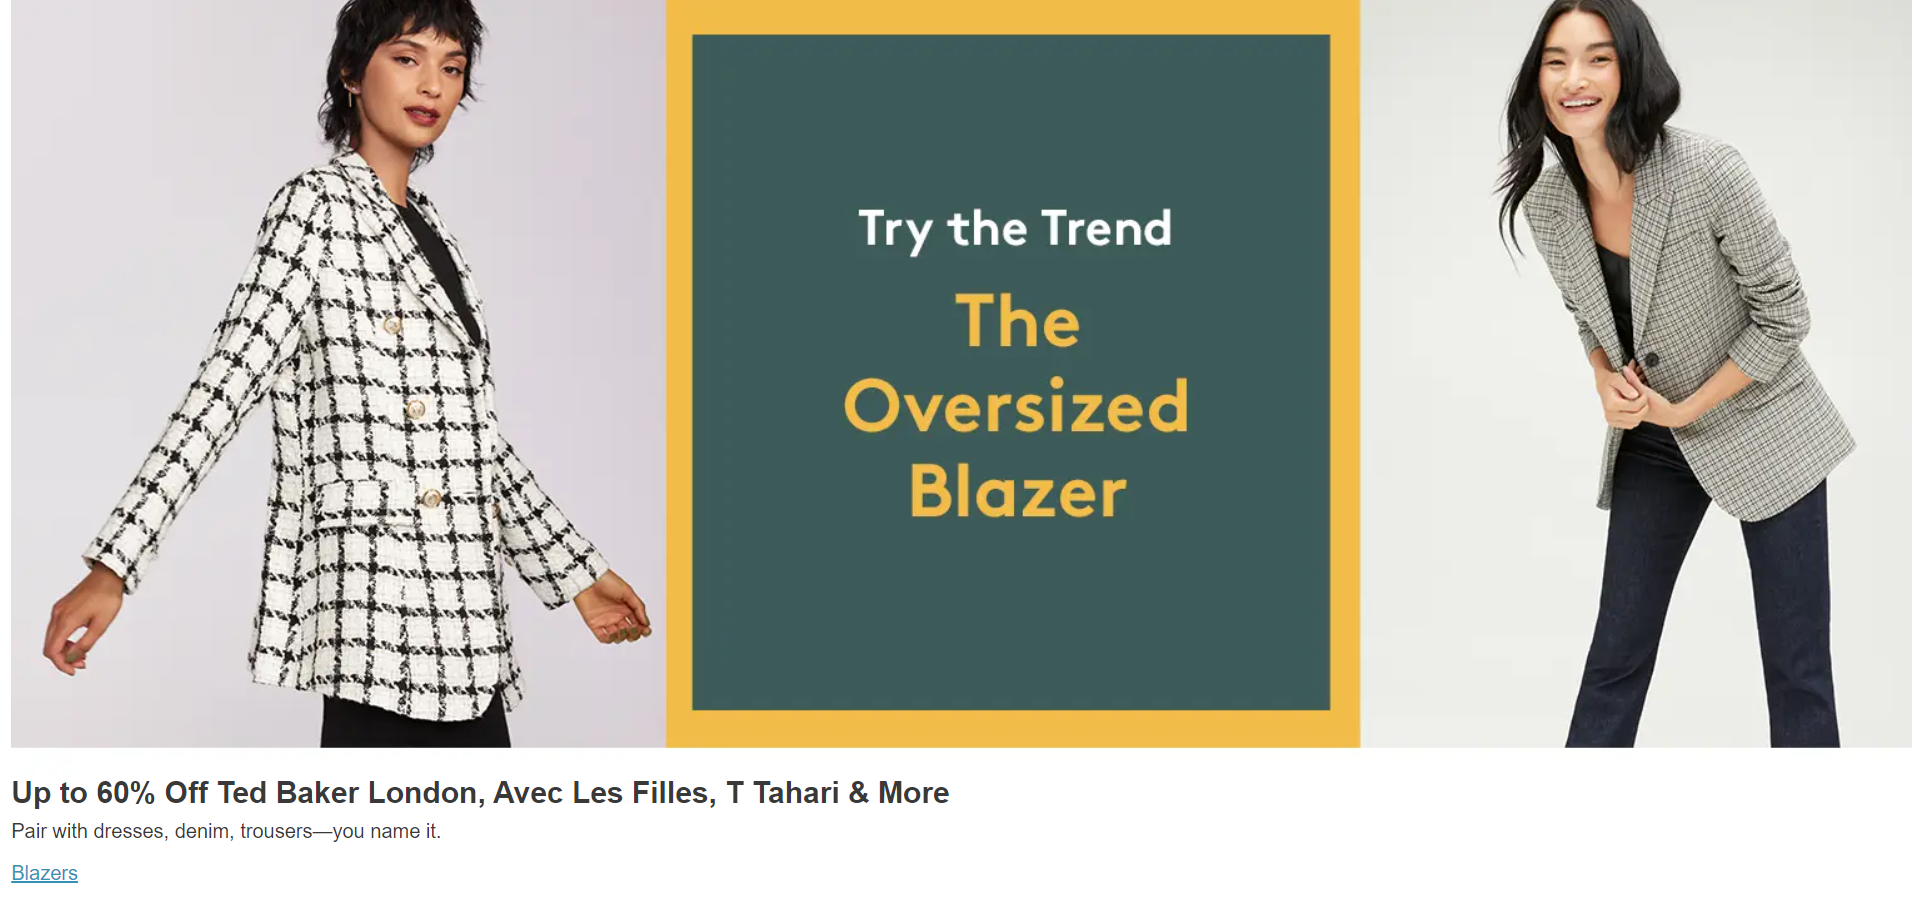 Try the Trend
The
Oversized
Blazer
Up to 60% Off Ted Baker London, Avec Les Filles, T Tahari & More
Pair with dresses, denim, trousers—you name it.
Blazers